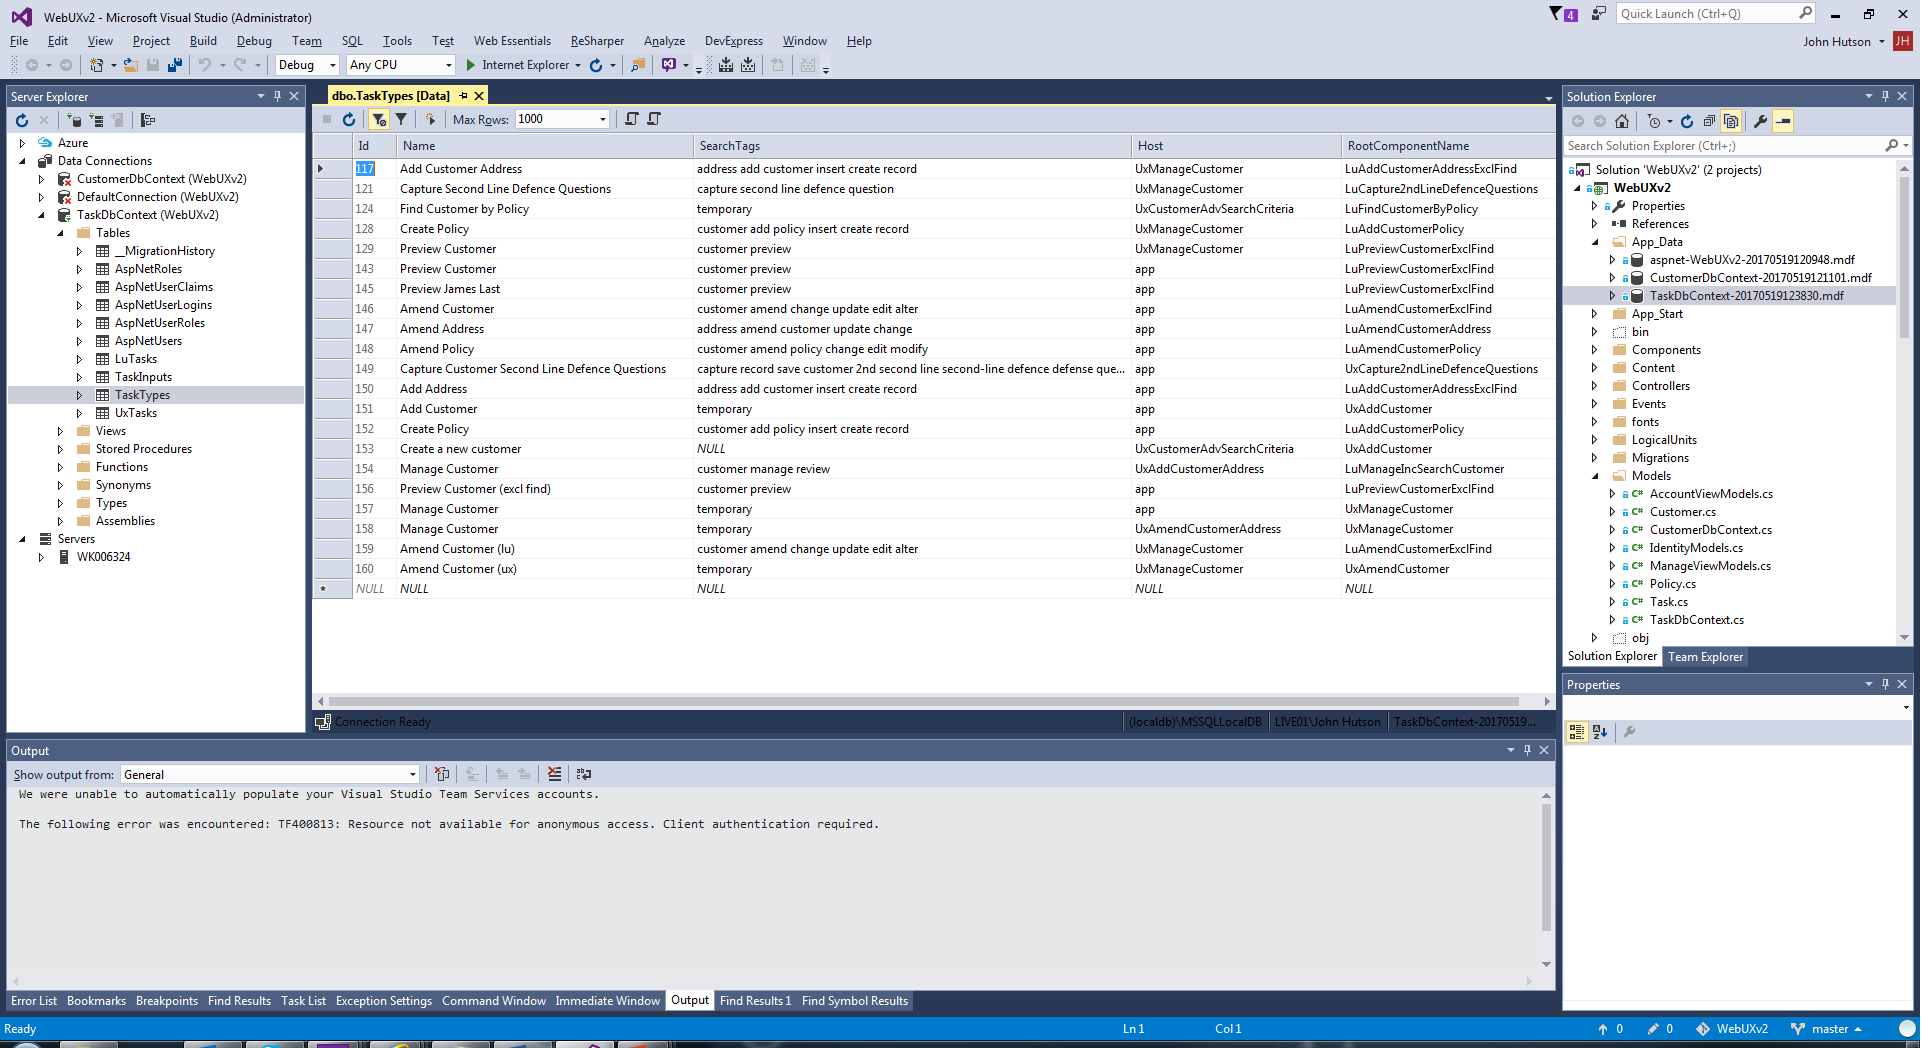 WebUXv2 - Microsoft Visual Studio (Administrator)
4
Quick Launch (Ctrl+Q)
File Edit View Project Build Debug Team SQL Tools Test Web Essentials ReSharper Analyze DevExpress Window Help
John Hutson JH
Debug Any CPU Internet Explorer
Server Explorer
Azure
Data Connections
CustomerDbContext (WebUXv2)
DefaultConnection (WebUXv2)
TaskDbContext (WebUXv2)
Tables
__MigrationHistory
AspNetRoles
AspNetUserClaims
AspNetUserLogins
AspNetUserRoles
AspNetUsers
LuTasks
TaskInputs
TaskTypes
UxTasks
Views
Stored Procedures
Functions
Synonyms
Types
Assemblies
Servers
WK006324
dbo.TaskTypes [Data]
Max Rows: 1000
Id Name SearchTags Host RootComponentName
117 Add Customer Address address add customer insert create record UxManageCustomer LuAddCustomerAddressExclFind
121 Capture Second Line Defence Questions capture second line defence question UxManageCustomer LuCapture2ndLineDefenceQuestions
124 Find Customer by Policy temporary UxCustomerAdvSearchCriteria LuFindCustomerByPolicy
128 Create Policy customer add policy insert create record UxManageCustomer LuAddCustomerPolicy
129 Preview Customer customer preview UxManageCustomer LuPreviewCustomerExclFind
143 Preview Customer customer preview app LuPreviewCustomerExclFind
145 Preview James Last customer preview app LuPreviewCustomerExclFind
146 Amend Customer customer amend change update edit alter app LuAmendCustomerExclFind
147 Amend Address address amend customer update change app LuAmendCustomerAddress
148 Amend Policy customer amend policy change edit modify app LuAmendCustomerPolicy
149 Capture Customer Second Line Defence Questions capture record save customer 2nd second line second-line defence defense que... app UxCapture2ndLineDefenceQuestions
150 Add Address address add customer insert create record app LuAddCustomerAddressExclFind
151 Add Customer temporary app UxAddCustomer
152 Create Policy customer add policy insert create record app LuAddCustomerPolicy
153 Create a new customer NULL UxCustomerAdvSearchCriteria UxAddCustomer
154 Manage Customer customer manage review UxAddCustomerAddress LuManageIncSearchCustomer
156 Preview Customer (excl find) customer preview app LuPreviewCustomerExclFind
157 Manage Customer temporary app UxManageCustomer
158 Manage Customer temporary UxAmendCustomerAddress UxManageCustomer
159 Amend Customer (lu) customer amend change update edit alter UxManageCustomer LuAmendCustomerExclFind
160 Amend Customer (ux) temporary UxManageCustomer UxAmendCustomer
NULL NULL NULL NULL NULL
Connection Ready (localdb)\MSSQLLocalDB LIVE01\John Hutson TaskDbContext-20170519...
Solution Explorer
Search Solution Explorer (Ctrl+;)
Solution 'WebUXv2' (2 projects)
WebUXv2
Properties
References
App_Data
aspnet-WebUXv2-20170519120948.mdf
CustomerDbContext-20170519121101.mdf
TaskDbContext-20170519123830.mdf
App_Start
bin
Components
Content
Controllers
Events
fonts
LogicalUnits
Migrations
Models
AccountViewModels.cs
Customer.cs
CustomerDbContext.cs
IdentityModels.cs
ManageViewModels.cs
Policy.cs
Task.cs
TaskDbContext.cs
obj
Solution Explorer Team Explorer
Properties
Output
Show output from: General
We were unable to automatically populate your Visual Studio Team Services accounts.
The following error was encountered: TF400813: Resource not available for anonymous access. Client authentication required.
Error List Bookmarks Breakpoints Find Results Task List Exception Settings Command Window Immediate Window Output Find Results 1 Find Symbol Results
Ready Ln 1 Col 1 0 0 WebUXv2 master